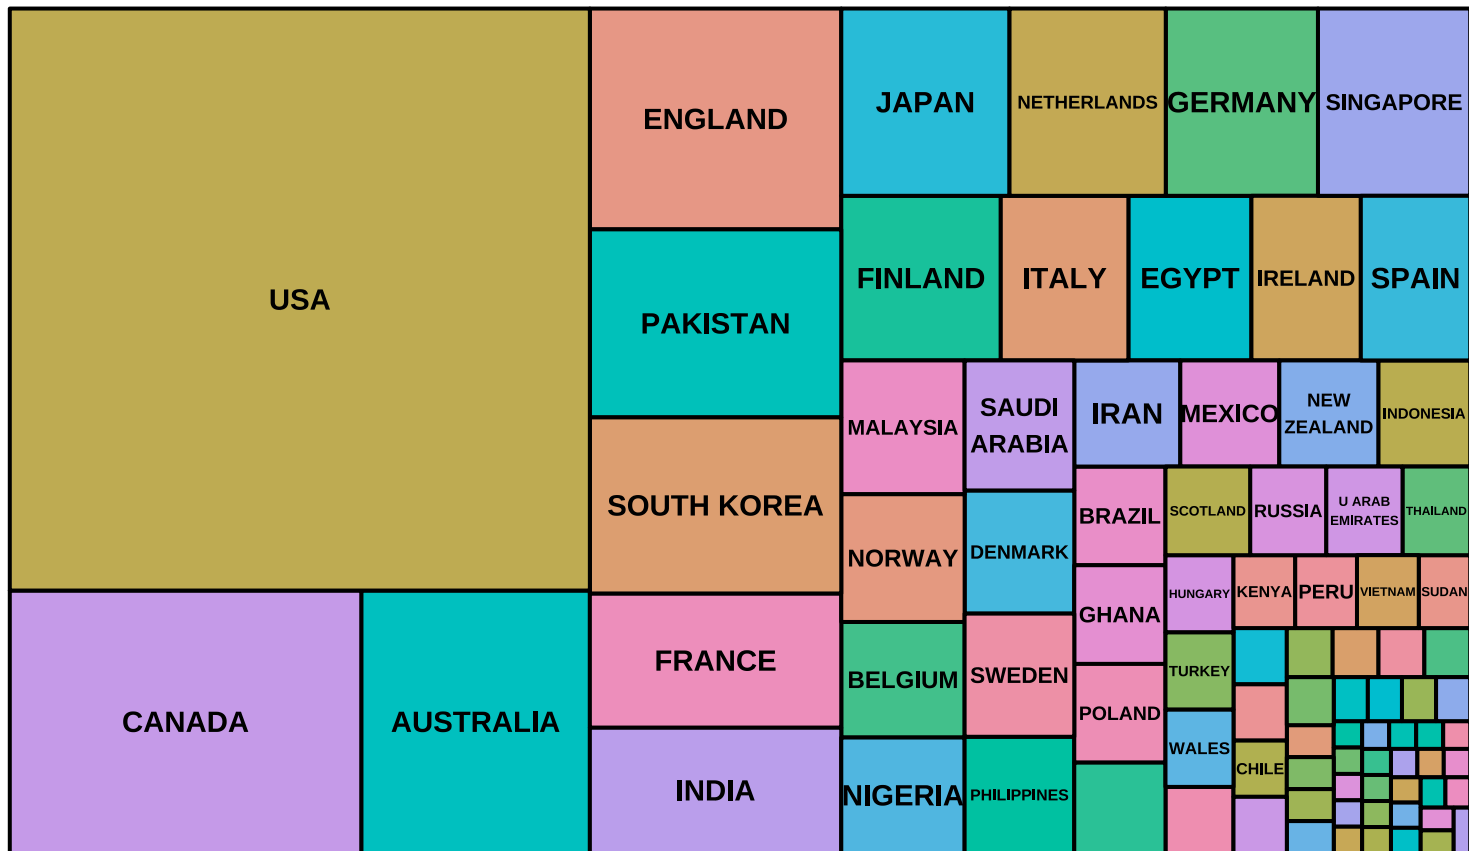 USA
CANADA
AUSTRALIA
ENGLAND
PAKISTAN
SOUTH KOREA
FRANCE
INDIA
JAPAN
NETHERLANDS
GERMANY
SINGAPORE
FINLAND
ITALY
EGYPT
IRELAND
SPAIN
MALAYSIA
NORWAY
BELGIUM
NIGERIA
SAUDI
ARABIA
DENMARK
SWEDEN
PHILIPPINES
IRAN
MEXICO
NEW
ZEALAND
INDONESIA
BRAZIL
GHANA
POLAND
SCOTLAND
RUSSIA
U ARAB
EMIRATES
THAILAND
HUNGARY
TURKEY
WALES
KENYA
PERU
VIETNAM
SUDAN
CHILE